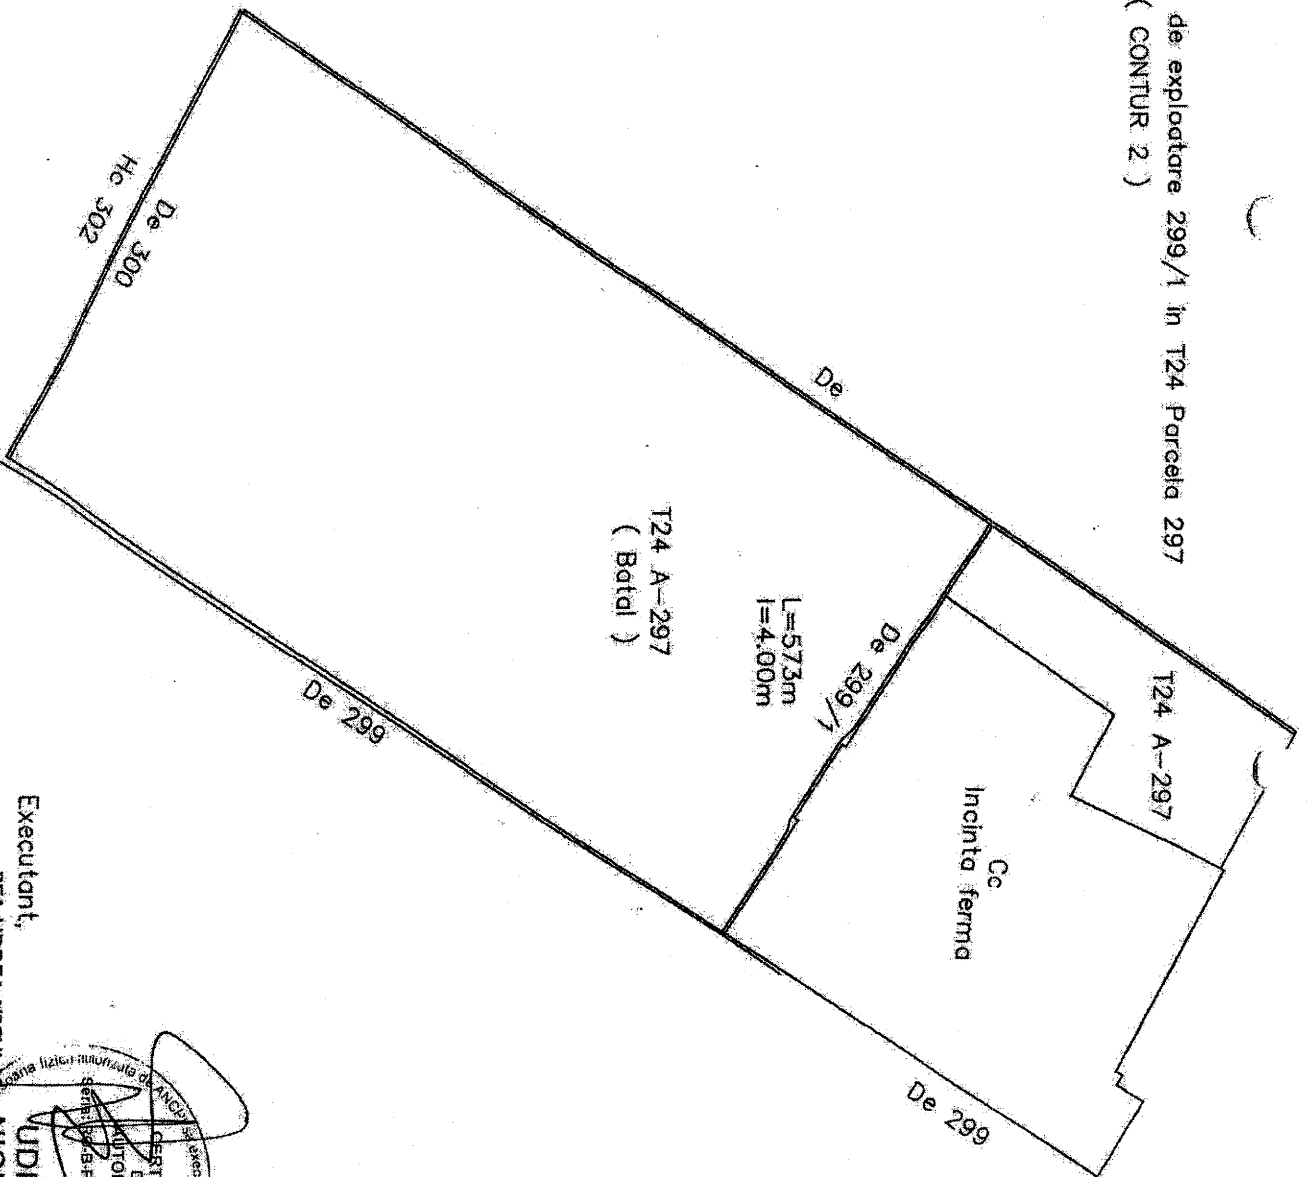 de exploatare 299/1 in T24 Parcela 297
( CONTUR 2 )
De
T24 A-297
Cc
Incinta ferma
De 299/1
L=573m
l=4.00m
T24 A-297
( Batal )
De 300
Hc 302
De 299
De 299
Executant,